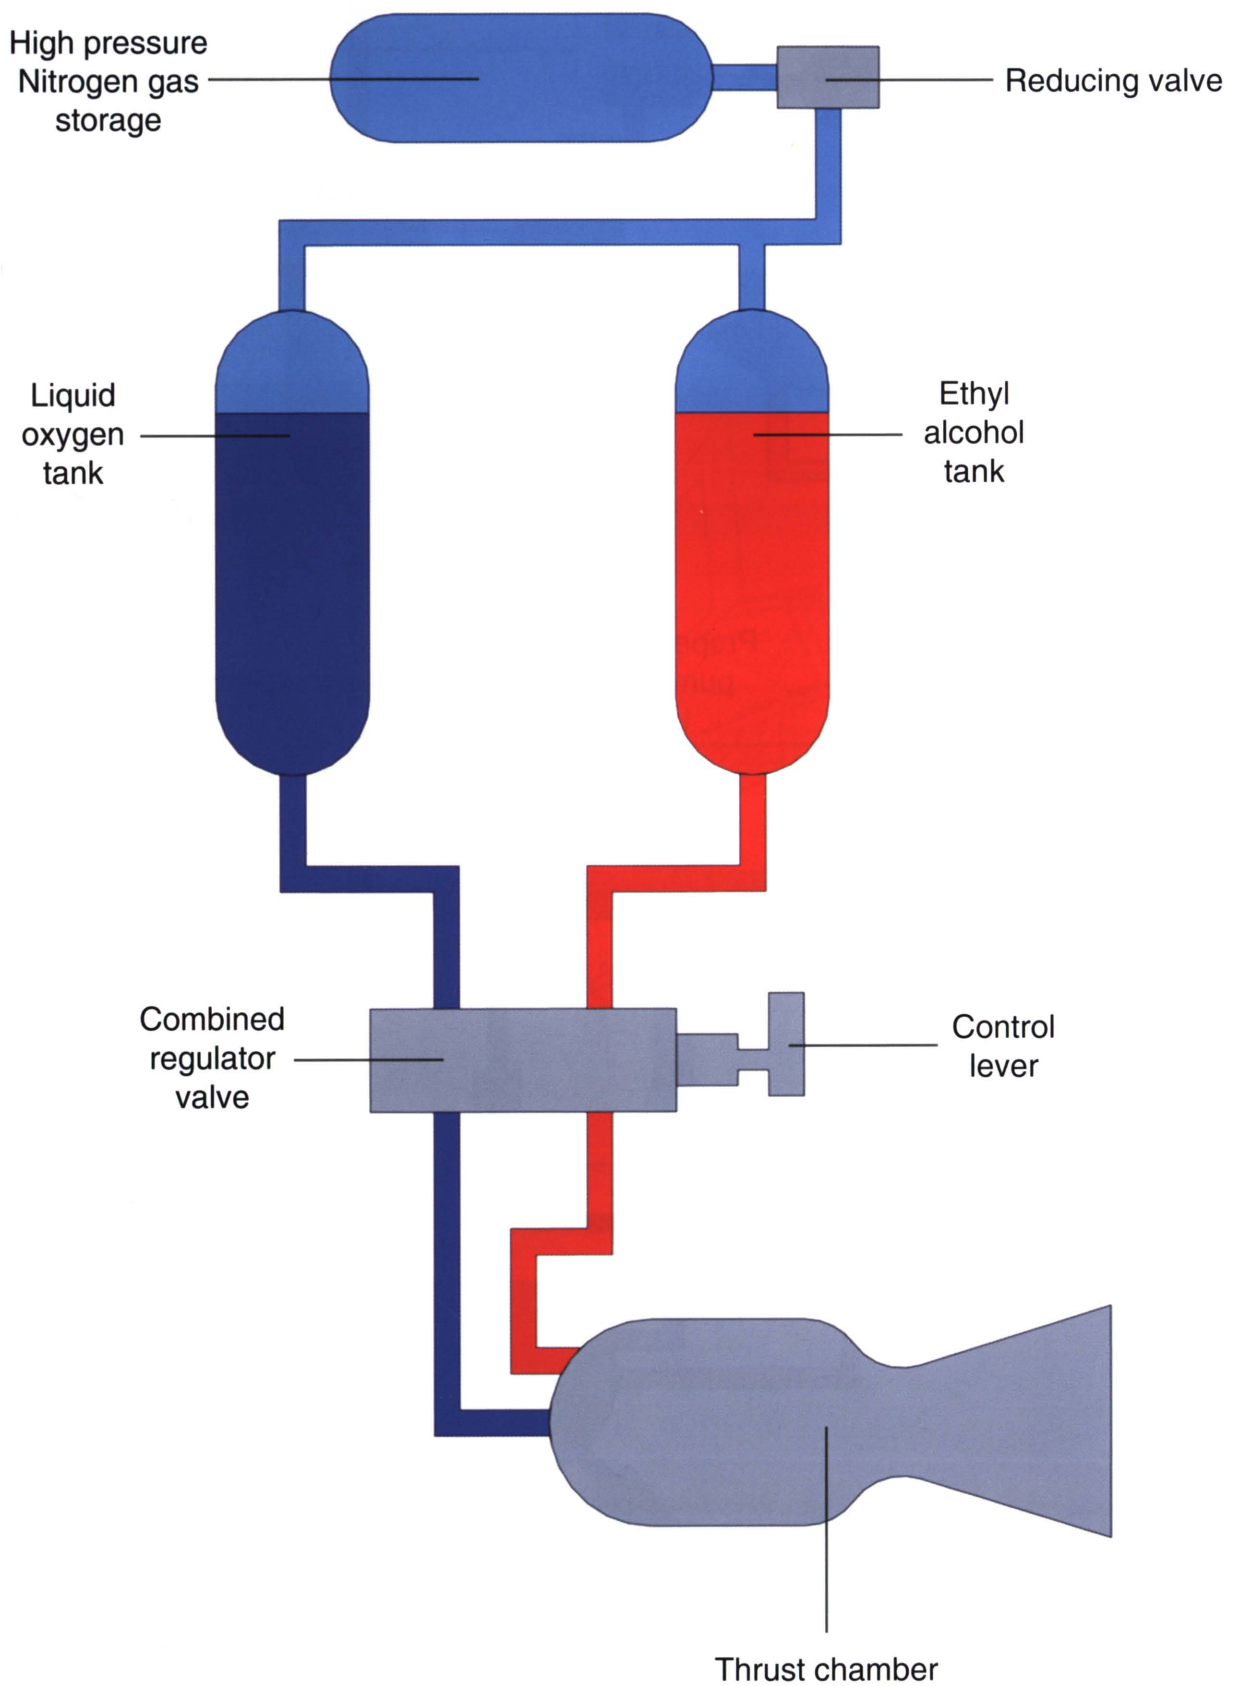 High pressure
Nitrogen gas
storage
Reducing valve
Liquid
oxygen
tank
Ethyl
alcohol
tank
Combined
regulator
valve
Control
lever
Thrust chamber